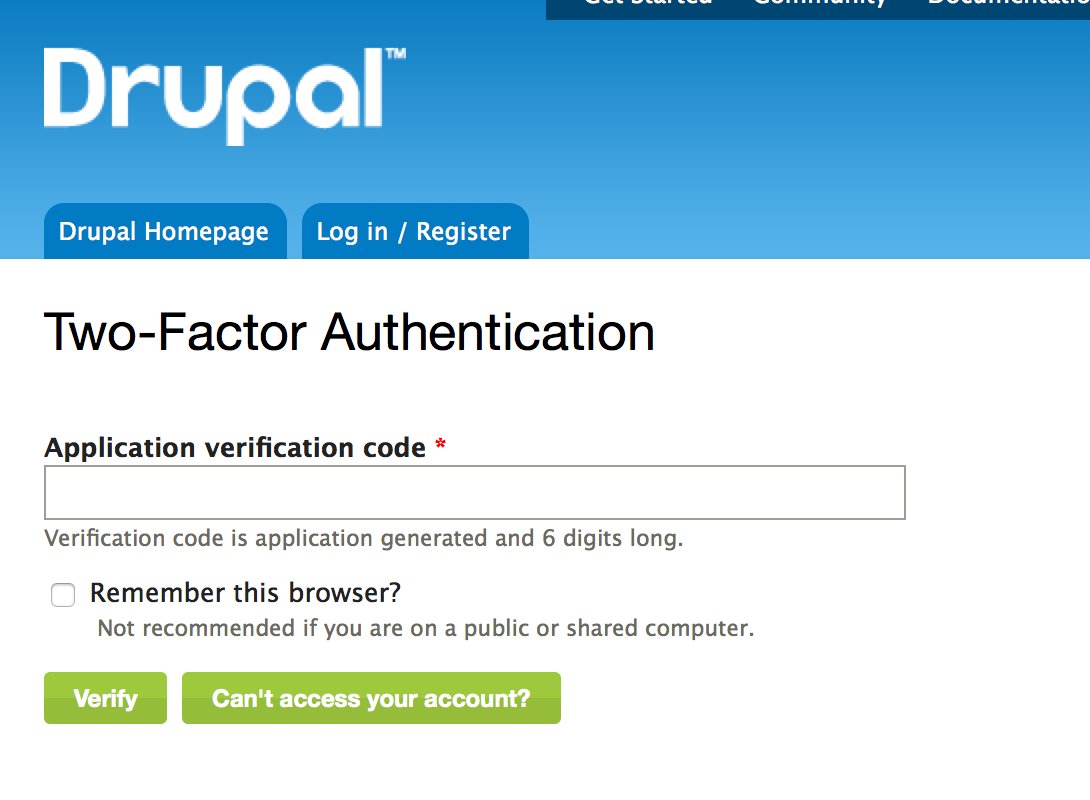 Get Started Community Documentation
Drupal™
Drupal Homepage Log in / Register
Two-Factor Authentication
Application verification code *
Verification code is application generated and 6 digits long.
Remember this browser?
Not recommended if you are on a public or shared computer.
Verify Can't access your account?